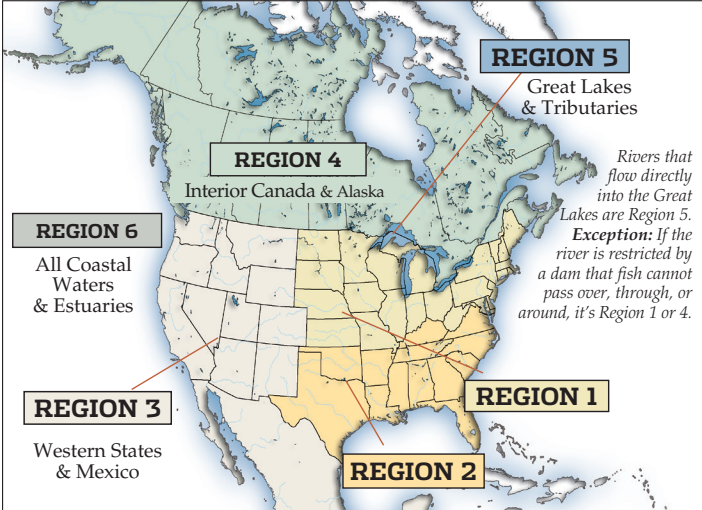 REGION 5
Great Lakes
& Tributaries
REGION 4
Interior Canada & Alaska
Rivers that
flow directly
into the Great
Lakes are Region 5.
Exception: If the
river is restricted by
a dam that fish cannot
pass over, through, or
around, it's Region 1 or 4.
REGION 6
All Coastal
Waters
& Estuaries
REGION 3
Western States
& Mexico
REGION 1
REGION 2